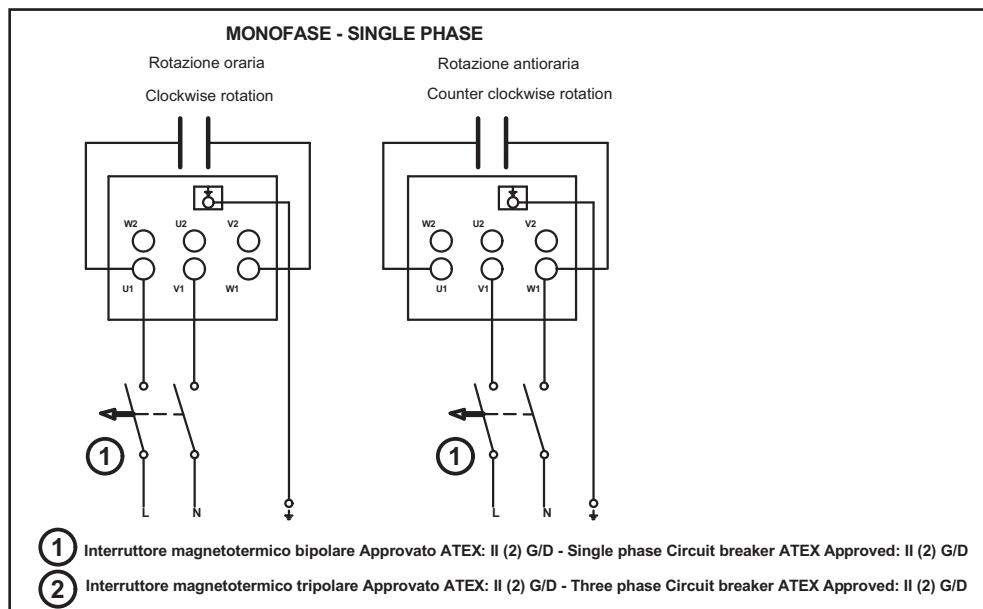 MONOFASE - SINGLE PHASE
Rotazione oraria
Clockwise rotation
W2 U2 V2
U1 V1 W1
1
L N
Rotazione antioraria
Counter clockwise rotation
W2 U2 V2
U1 V1 W1
1
L N
1 Interruttore magnetotermico bipolare Approvato ATEX: II (2) G/D - Single phase Circuit breaker ATEX Approved: II (2) G/D
2 Interruttore magnetotermico tripolare Approvato ATEX: II (2) G/D - Three phase Circuit breaker ATEX Approved: II (2) G/D